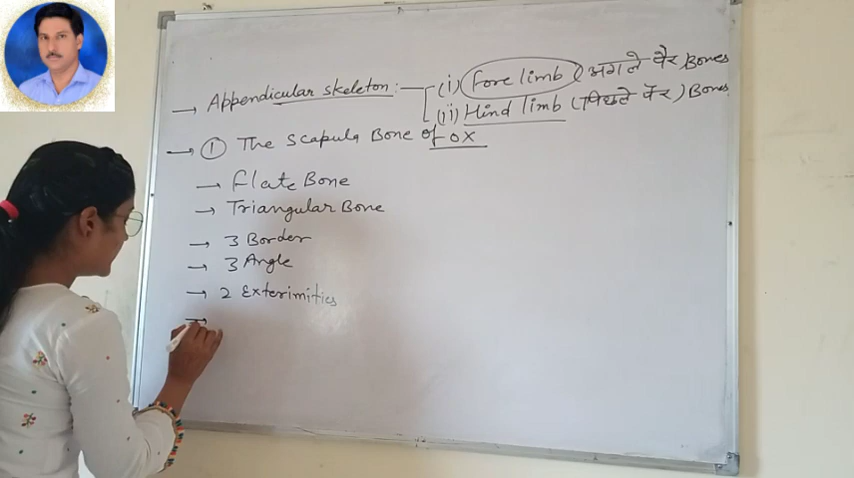 → Appendicular skeleton:— (i) Fore limb (अगले पैर) Bones
(ii) Hind limb (पिछले पैर) Bones
→ ① The Scapula Bone of OX
→ Flate Bone
→ Triangular Bone
→ 3 Border
→ 3 Angle
→ 2 Exterimities
→